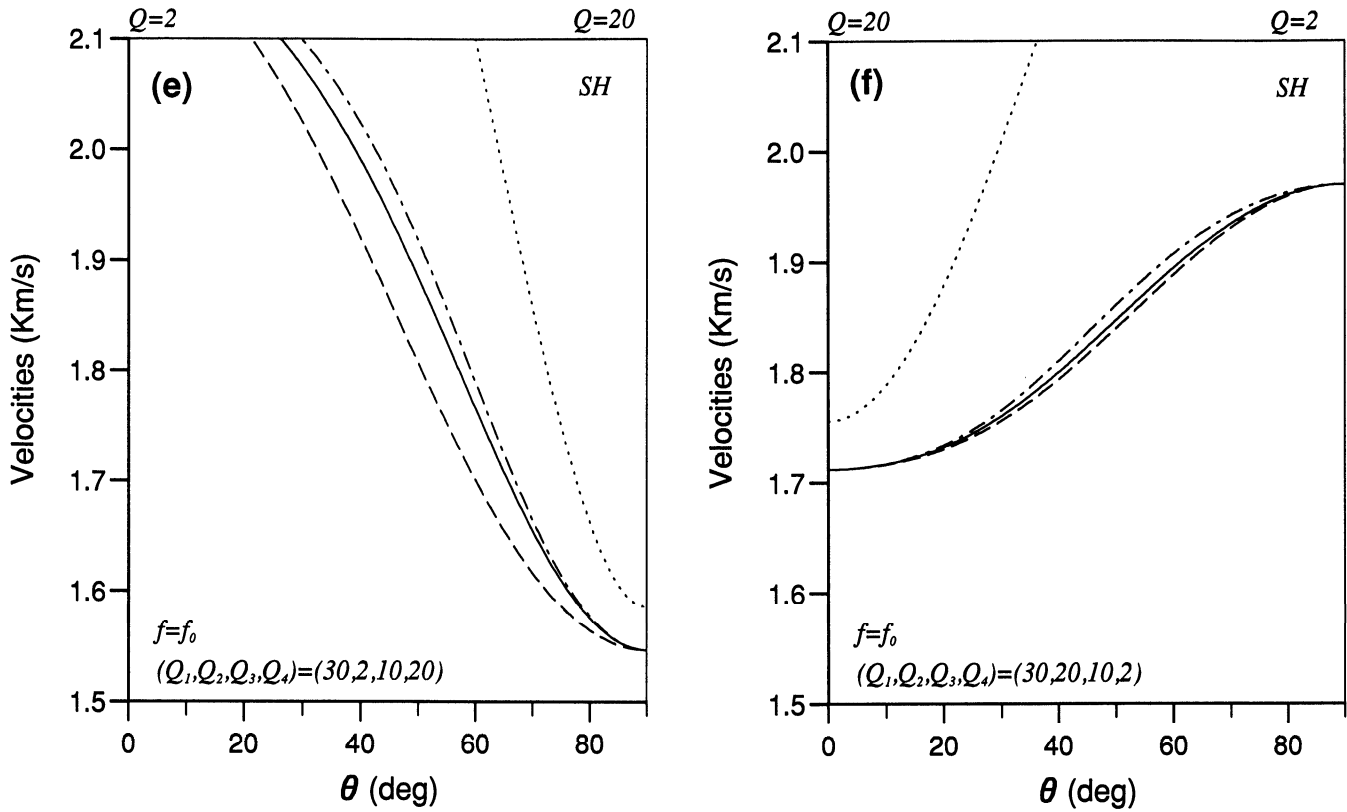 Q=2 Q=20
2.1
(e) SH
2.0
1.9
Velocities (Km/s)
1.8
1.7
1.6
f=f₀
(Q₁,Q₂,Q₃,Q₄)=(30,2,10,20)
1.5
0 20 40 60 80
θ (deg)
Q=20 Q=2
2.1
(f) SH
2.0
1.9
Velocities (Km/s)
1.8
1.7
1.6
f=f₀
(Q₁,Q₂,Q₃,Q₄)=(30,20,10,2)
1.5
0 20 40 60 80
θ (deg)